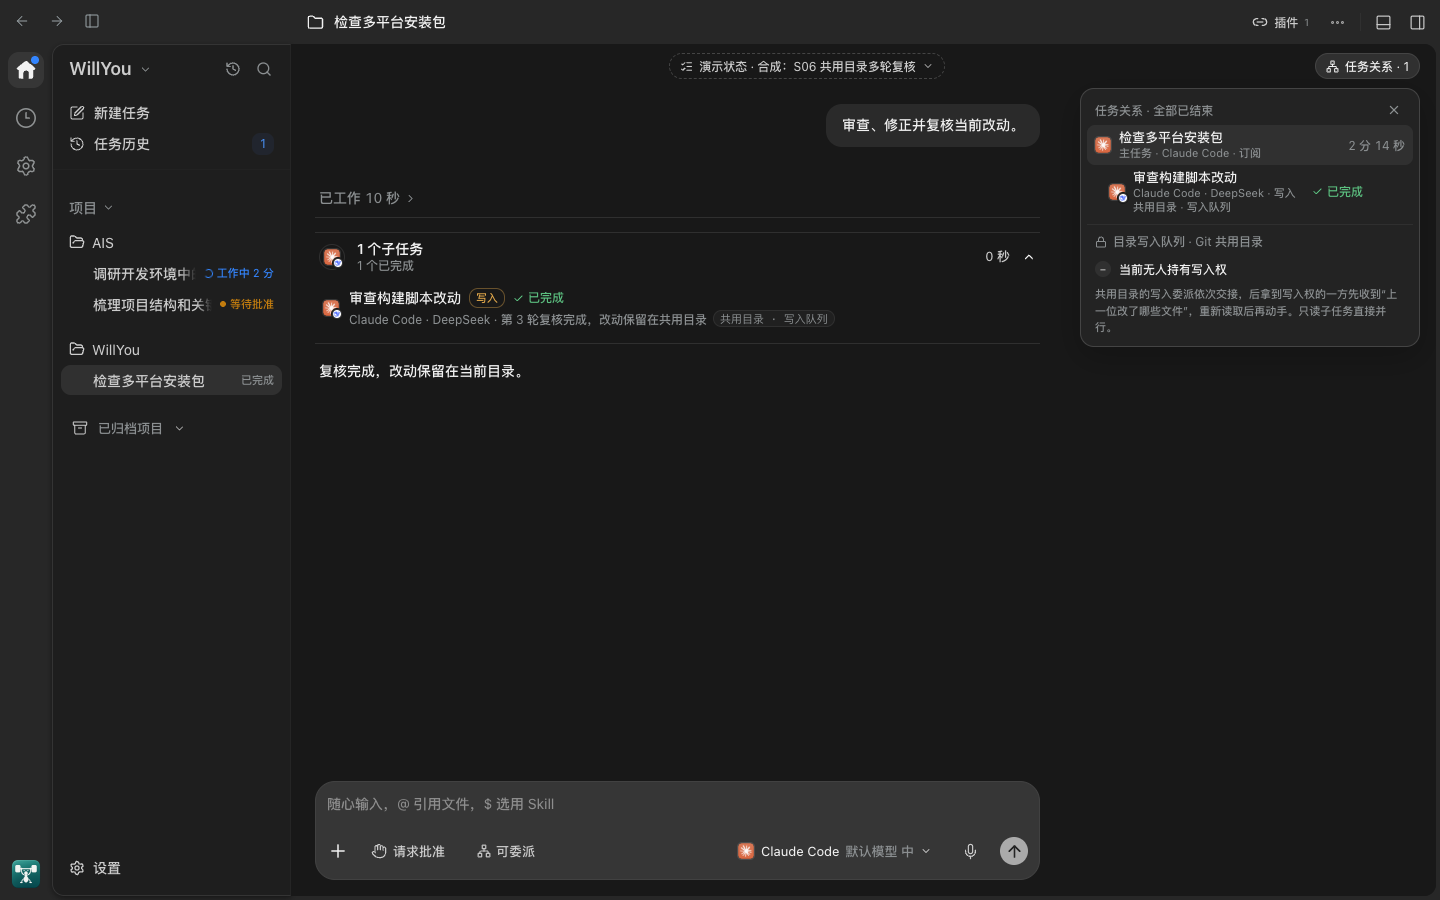 检查多平台安装包
插件 1
WillYou
新建任务
任务历史 1
项目
AIS
调研开发环境中 工作中 2 分
梳理项目结构和关 等待批准
WillYou
检查多平台安装包 已完成
已归档项目
设置
演示状态 · 合成：S06 共用目录多轮复核
审查、修正并复核当前改动。
已工作 10 秒
1 个子任务
1 个已完成
0 秒
审查构建脚本改动 写入 已完成
Claude Code · DeepSeek · 第 3 轮复核完成，改动保留在共用目录 共用目录 · 写入队列
复核完成，改动保留在当前目录。
随心输入，@ 引用文件，$ 选用 Skill
请求批准 可委派 Claude Code 默认模型 中
任务关系 · 1
任务关系 · 全部已结束
检查多平台安装包
主任务 · Claude Code · 订阅
2 分 14 秒
审查构建脚本改动
Claude Code · DeepSeek · 写入
共用目录 · 写入队列
已完成
目录写入队列 · Git 共用目录
当前无人持有写入权
共用目录的写入委派依次交接，后拿到写入权的一方先收到“上
一位改了哪些文件”，重新读取后再动手。只读子任务直接并
行。